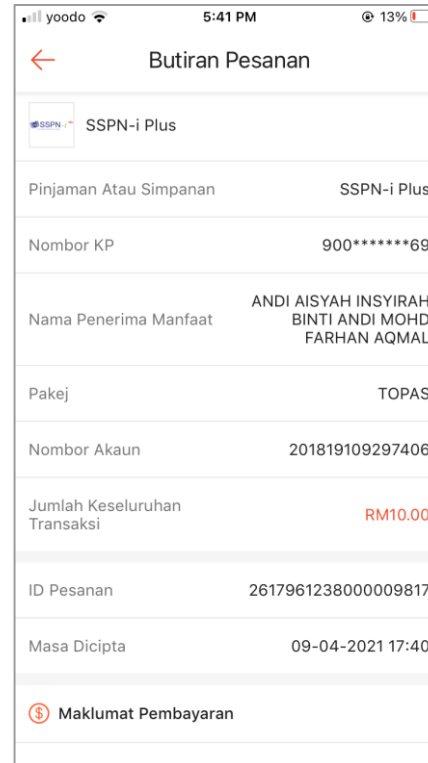 yoodo 5:41 PM 13%
Butiran Pesanan
SSPN-i Plus
Pinjaman Atau Simpanan SSPN-i Plus
Nombor KP 900*******69
Nama Penerima Manfaat ANDI AISYAH INSYIRAH
BINTI ANDI MOHD
FARHAN AQMAL
Pakej TOPAS
Nombor Akaun 201819109297406
Jumlah Keseluruhan
Transaksi RM10.00
ID Pesanan 2617961238000009817
Masa Dicipta 09-04-2021 17:40
Maklumat Pembayaran